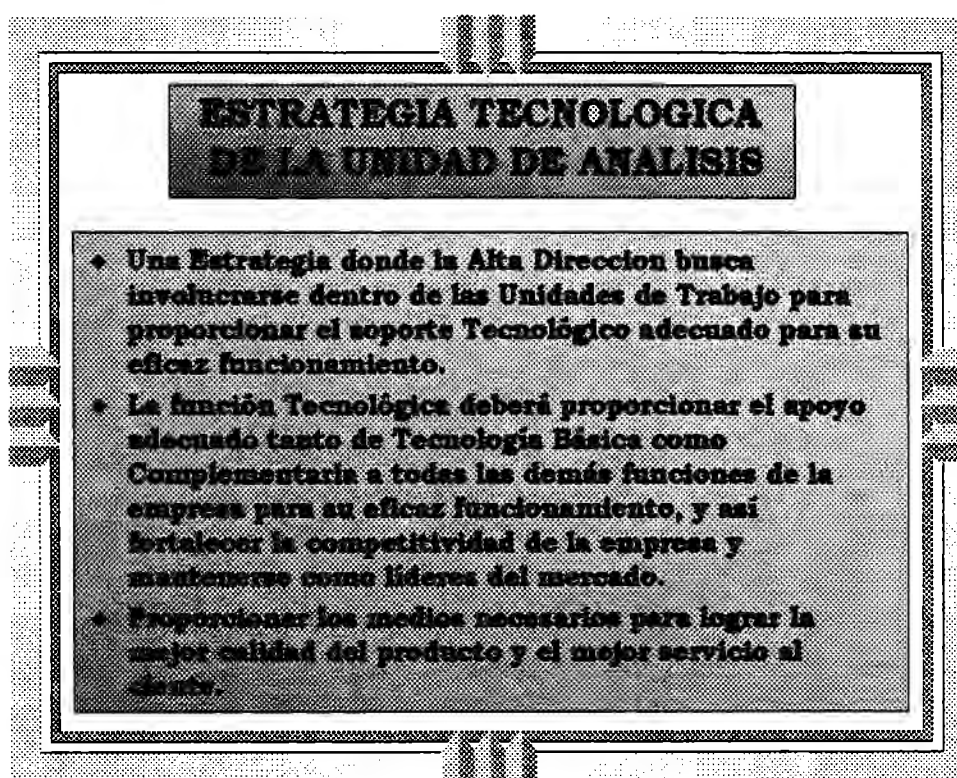 ESTRATEGIA TECNOLOGICA
DE LA UNIDAD DE ANALISIS
♦ Una Estrategia donde la Alta Direccion busca
involucrarse dentro de las Unidades de Trabajo para
proporcionar el soporte Tecnológico adecuado para su
eficaz funcionamiento.
♦ La función Tecnológica deberá proporcionar el apoyo
adecuado tanto de Tecnología Básica como
Complementaria a todas las demás funciones de la
empresa para su eficaz funcionamiento, y así
fortalecer la competitividad de la empresa y
mantenerse como líderes del mercado.
♦ Proporcionar los medios necesarios para lograr la
mejor calidad del producto y el mejor servicio al
cliente.